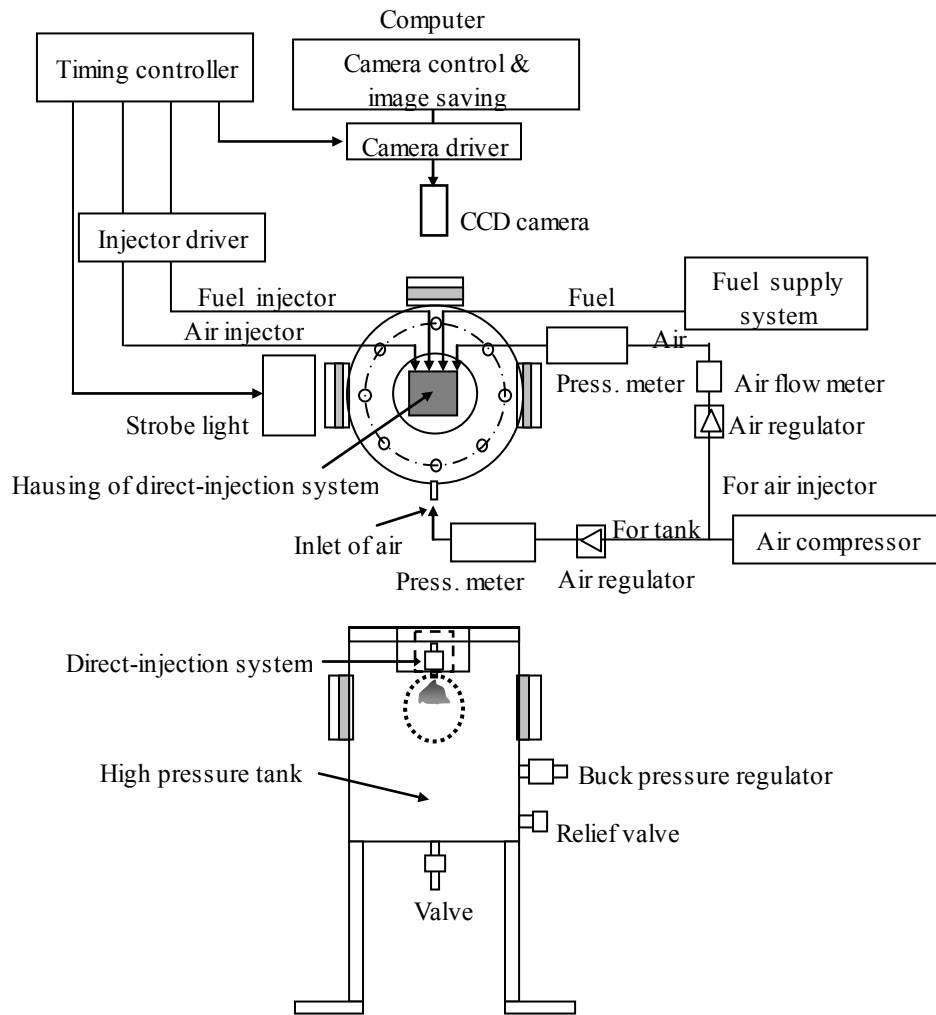 Computer
Timing controller
Camera control &
image saving
Camera driver
CCD camera
Injector driver
Fuel injector
Fuel
Fuel supply
system
Air injector
Air
Press. meter
Air flow meter
Strobe light
Air regulator
Hausing of direct-injection system
For air injector
Inlet of air
For tank
Air compressor
Press. meter
Air regulator
Direct-injection system
High pressure tank
Buck pressure regulator
Relief valve
Valve